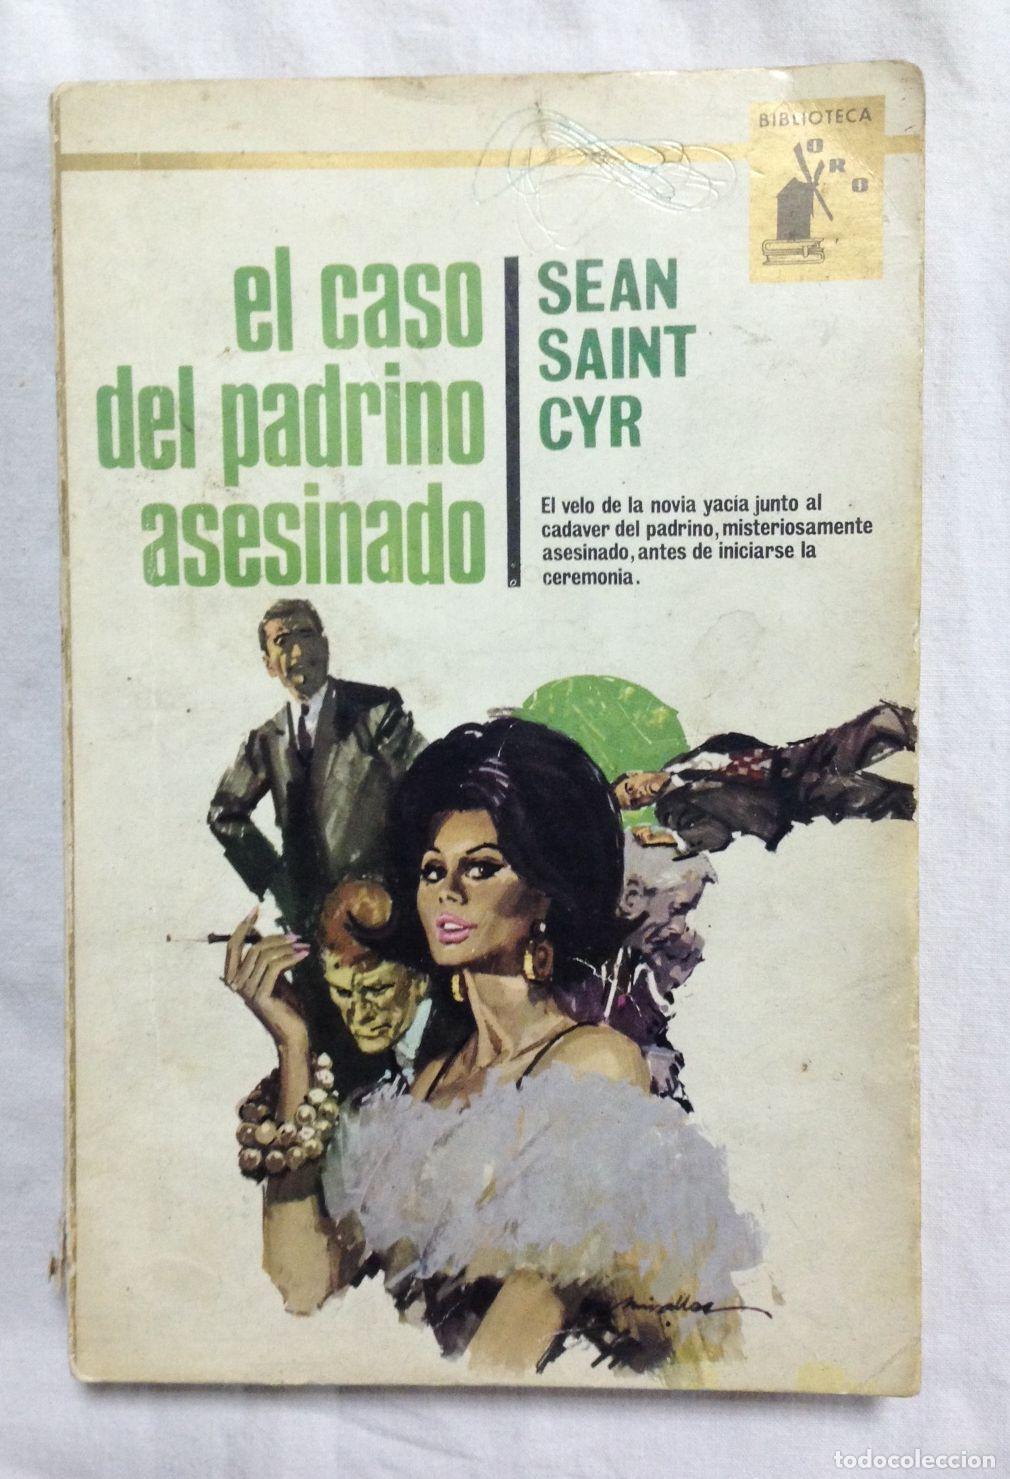 BIBLIOTECA
ORO
el caso
del padrino
asesinado
SEAN
SAINT
CYR
El velo de la novia yacía junto al
cadaver del padrino, misteriosamente
asesinado, antes de iniciarse la
ceremonia.
todocoleccion